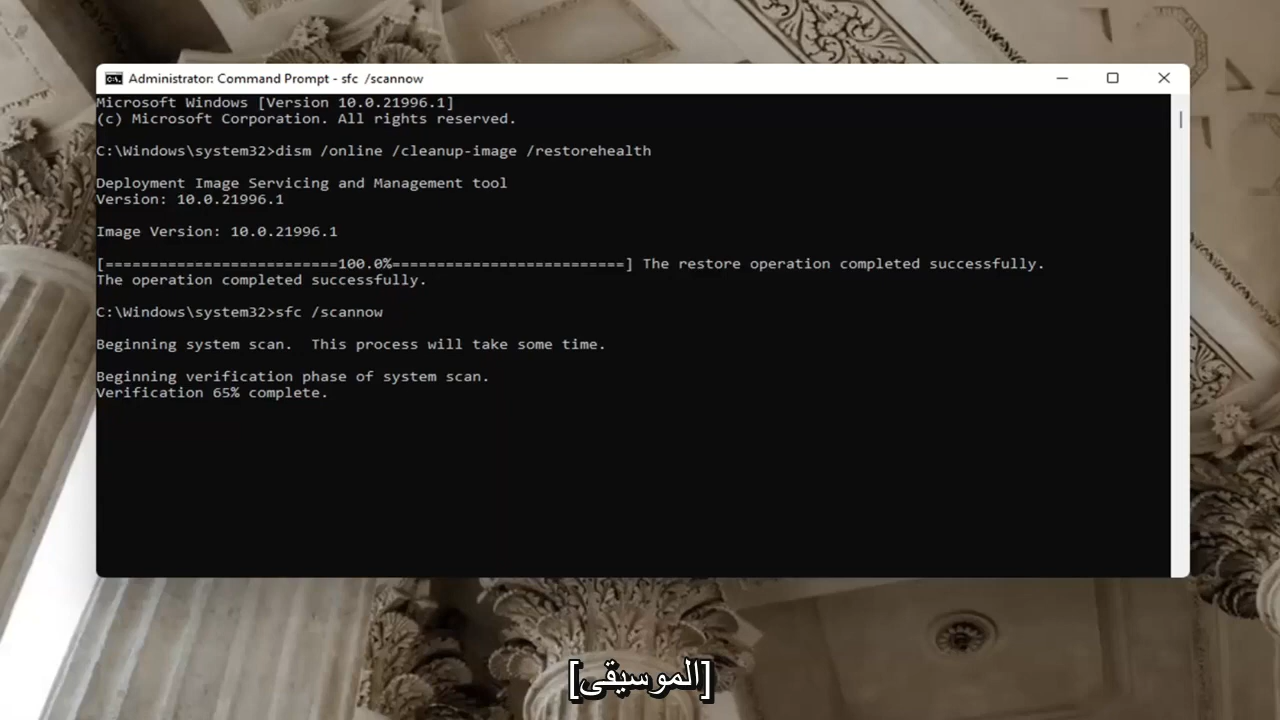 Administrator: Command Prompt - sfc /scannow
Microsoft Windows [Version 10.0.21996.1]
(c) Microsoft Corporation. All rights reserved.
C:\Windows\system32>dism /online /cleanup-image /restorehealth
Deployment Image Servicing and Management tool
Version: 10.0.21996.1
Image Version: 10.0.21996.1
[==========================100.0%==========================] The restore operation completed successfully.
The operation completed successfully.
C:\Windows\system32>sfc /scannow
Beginning system scan.  This process will take some time.
Beginning verification phase of system scan.
Verification 65% complete.
[الموسيقى]